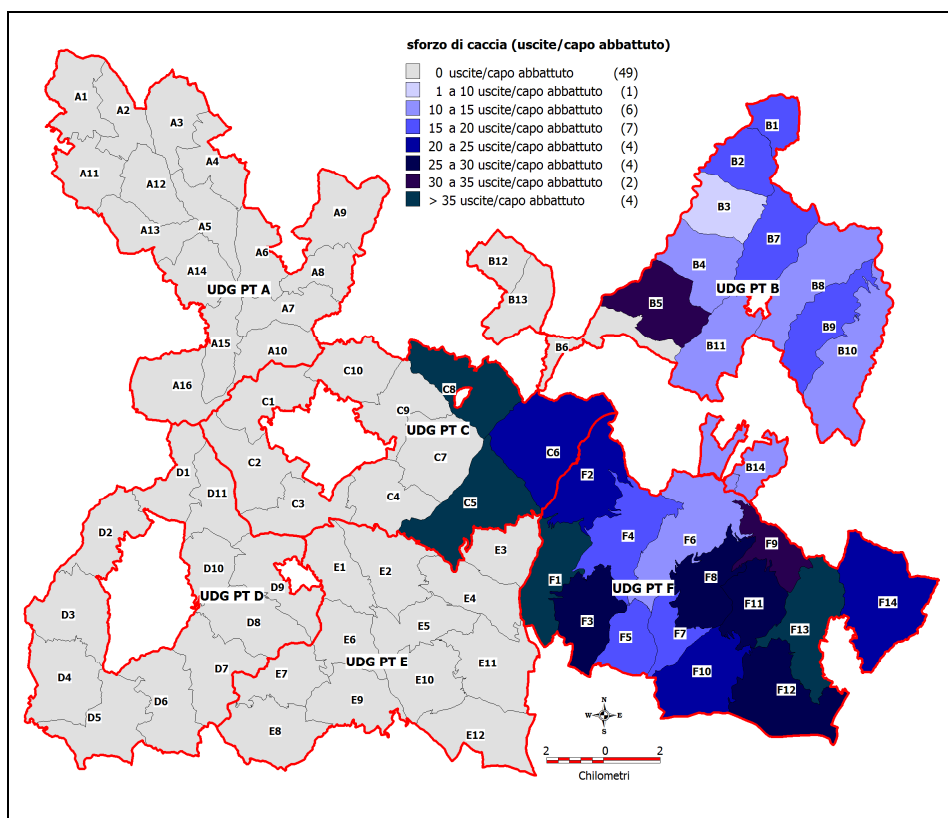 sforzo di caccia (uscite/capo abbattuto)
0 uscite/capo abbattuto (49)
1 a 10 uscite/capo abbattuto (1)
10 a 15 uscite/capo abbattuto (6)
15 a 20 uscite/capo abbattuto (7)
20 a 25 uscite/capo abbattuto (4)
25 a 30 uscite/capo abbattuto (4)
30 a 35 uscite/capo abbattuto (2)
> 35 uscite/capo abbattuto (4)
A1
A2
A3
A4
A11
A12
A9
A13
A5
A6
A14
A8
UDG PT A
A7
A15
A10
A16
B1
B2
B3
B7
B4
B12
B13
B5
UDG PT B
B8
B9
B6
B11
B10
B14
C10
C8
C1
C9
UDG PT C
C2
C7
C6
C4
C3
C5
D1
D11
D2
D10
D9
UDG PT D
D3
D8
D4
D7
D6
D5
E3
E1
E2
E4
E5
E6
UDG PT E
E11
E7
E10
E9
E8
E12
F2
F4
F6
F9
F1
F8
UDG PT F
F11
F14
F3
F5
F7
F13
F10
F12
N
W E
S
2 0 2
Chilometri